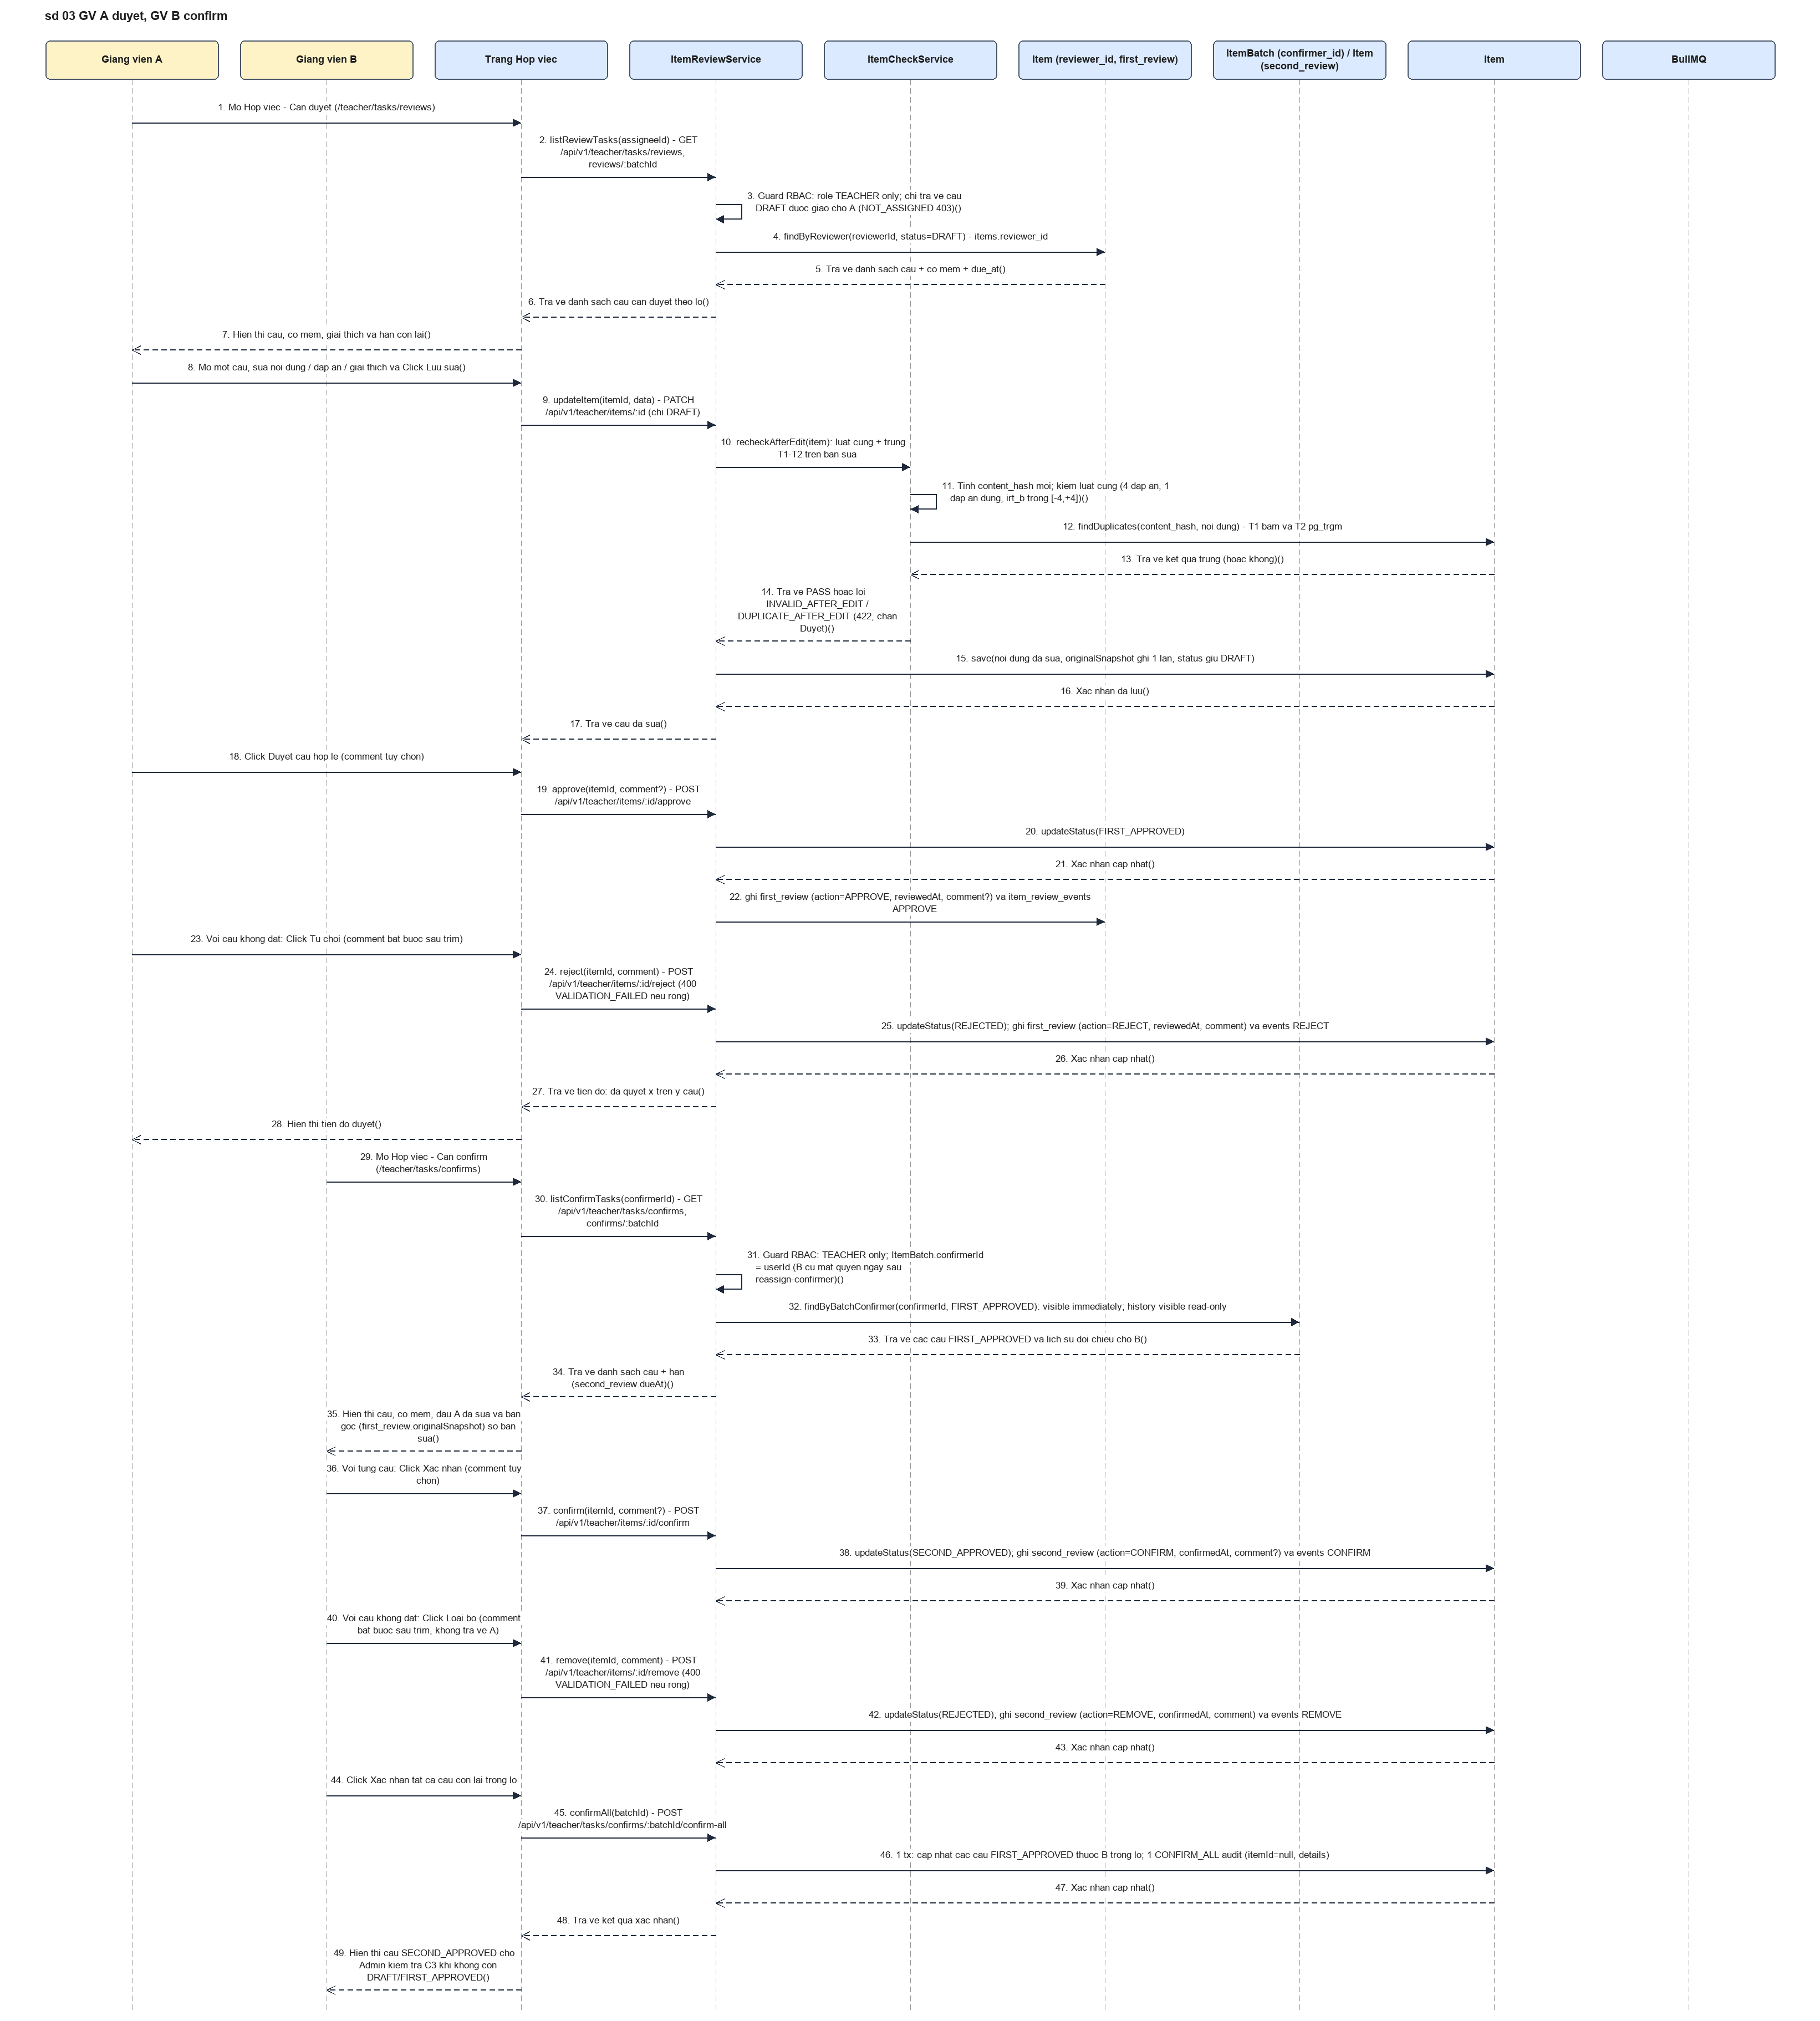 sd 03 GV A duyet, GV B confirm
Giang vien A
Giang vien B
Trang Hop viec
ItemReviewService
ItemCheckService
Item (reviewer_id, first_review)
ItemBatch (confirmer_id) / Item
(second_review)
Item
BullMQ
1. Mo Hop viec - Can duyet (/teacher/tasks/reviews)
2. listReviewTasks(assigneeId) - GET
/api/v1/teacher/tasks/reviews,
reviews/:batchId
3. Guard RBAC: role TEACHER only; chi tra ve cau
DRAFT duoc giao cho A (NOT_ASSIGNED 403)()
4. findByReviewer(reviewerId, status=DRAFT) - items.reviewer_id
5. Tra ve danh sach cau + co mem + due_at()
6. Tra ve danh sach cau can duyet theo lo()
7. Hien thi cau, co mem, giai thich va han con lai()
8. Mo mot cau, sua noi dung / dap an / giai thich va Click Luu sua()
9. updateItem(itemId, data) - PATCH
/api/v1/teacher/items/:id (chi DRAFT)
10. recheckAfterEdit(item): luat cung + trung
T1-T2 tren ban sua
11. Tinh content_hash moi; kiem luat cung (4 dap an, 1
dap an dung, irt_b trong [-4,+4])()
12. findDuplicates(content_hash, noi dung) - T1 bam va T2 pg_trgm
13. Tra ve ket qua trung (hoac khong)()
14. Tra ve PASS hoac loi
INVALID_AFTER_EDIT /
DUPLICATE_AFTER_EDIT (422, chan
Duyet)()
15. save(noi dung da sua, originalSnapshot ghi 1 lan, status giu DRAFT)
16. Xac nhan da luu()
17. Tra ve cau da sua()
18. Click Duyet cau hop le (comment tuy chon)
19. approve(itemId, comment?) - POST
/api/v1/teacher/items/:id/approve
20. updateStatus(FIRST_APPROVED)
21. Xac nhan cap nhat()
22. ghi first_review (action=APPROVE, reviewedAt, comment?) va item_review_events
APPROVE
23. Voi cau khong dat: Click Tu choi (comment bat buoc sau trim)
24. reject(itemId, comment) - POST
/api/v1/teacher/items/:id/reject (400
VALIDATION_FAILED neu rong)
25. updateStatus(REJECTED); ghi first_review (action=REJECT, reviewedAt, comment) va events REJECT
26. Xac nhan cap nhat()
27. Tra ve tien do: da quyet x tren y cau()
28. Hien thi tien do duyet()
29. Mo Hop viec - Can confirm
(/teacher/tasks/confirms)
30. listConfirmTasks(confirmerId) - GET
/api/v1/teacher/tasks/confirms,
confirms/:batchId
31. Guard RBAC: TEACHER only; ItemBatch.confirmerId
= userId (B cu mat quyen ngay sau
reassign-confirmer)()
32. findByBatchConfirmer(confirmerId, FIRST_APPROVED): visible immediately; history visible read-only
33. Tra ve cac cau FIRST_APPROVED va lich su doi chieu cho B()
34. Tra ve danh sach cau + han
(second_review.dueAt)()
35. Hien thi cau, co mem, dau A da sua va ban
goc (first_review.originalSnapshot) so ban
sua()
36. Voi tung cau: Click Xac nhan (comment tuy
chon)
37. confirm(itemId, comment?) - POST
/api/v1/teacher/items/:id/confirm
38. updateStatus(SECOND_APPROVED); ghi second_review (action=CONFIRM, confirmedAt, comment?) va events CONFIRM
39. Xac nhan cap nhat()
40. Voi cau khong dat: Click Loai bo (comment
bat buoc sau trim, khong tra ve A)
41. remove(itemId, comment) - POST
/api/v1/teacher/items/:id/remove (400
VALIDATION_FAILED neu rong)
42. updateStatus(REJECTED); ghi second_review (action=REMOVE, confirmedAt, comment) va events REMOVE
43. Xac nhan cap nhat()
44. Click Xac nhan tat ca cau con lai trong lo
45. confirmAll(batchId) - POST
/api/v1/teacher/tasks/confirms/:batchId/confirm-all
46. 1 tx: cap nhat cac cau FIRST_APPROVED thuoc B trong lo; 1 CONFIRM_ALL audit (itemId=null, details)
47. Xac nhan cap nhat()
48. Tra ve ket qua xac nhan()
49. Hien thi cau SECOND_APPROVED cho
Admin kiem tra C3 khi khong con
DRAFT/FIRST_APPROVED()